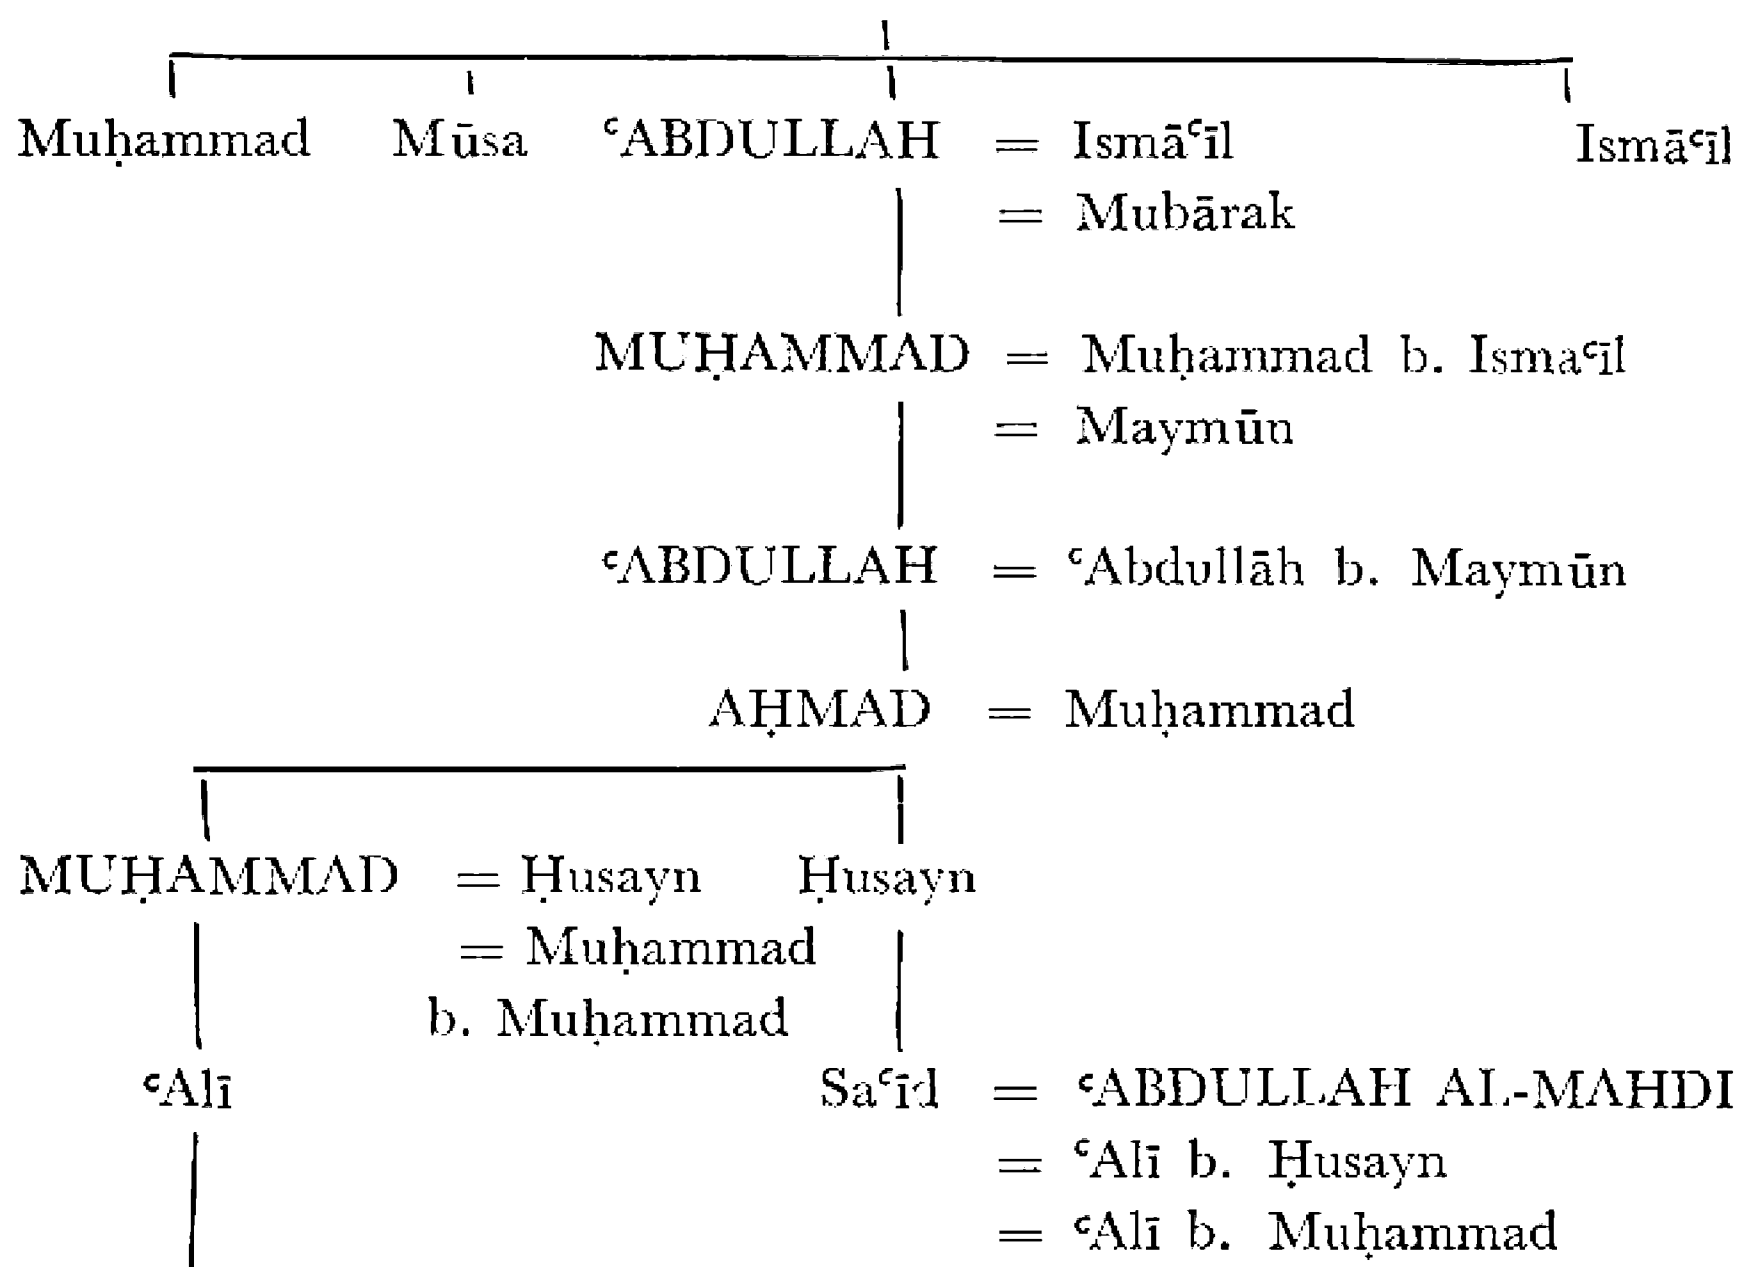 Muḥammad Mūsa ʿABDULLAH = Ismāʿīl Ismāʿīl
= Mubārak
MUḤAMMAD = Muḥammad b. Ismaʿīl
= Maymūn
ʿABDULLAH = ʿAbdullāh b. Maymūn
AḤMAD = Muḥammad
MUḤAMMAD = Ḥusayn Ḥusayn
= Muḥammad
b. Muḥammad
ʿAlī Saʿīd = ʿABDULLAH AL-MAHDI
= ʿAlī b. Ḥusayn
= ʿAlī b. Muḥammad